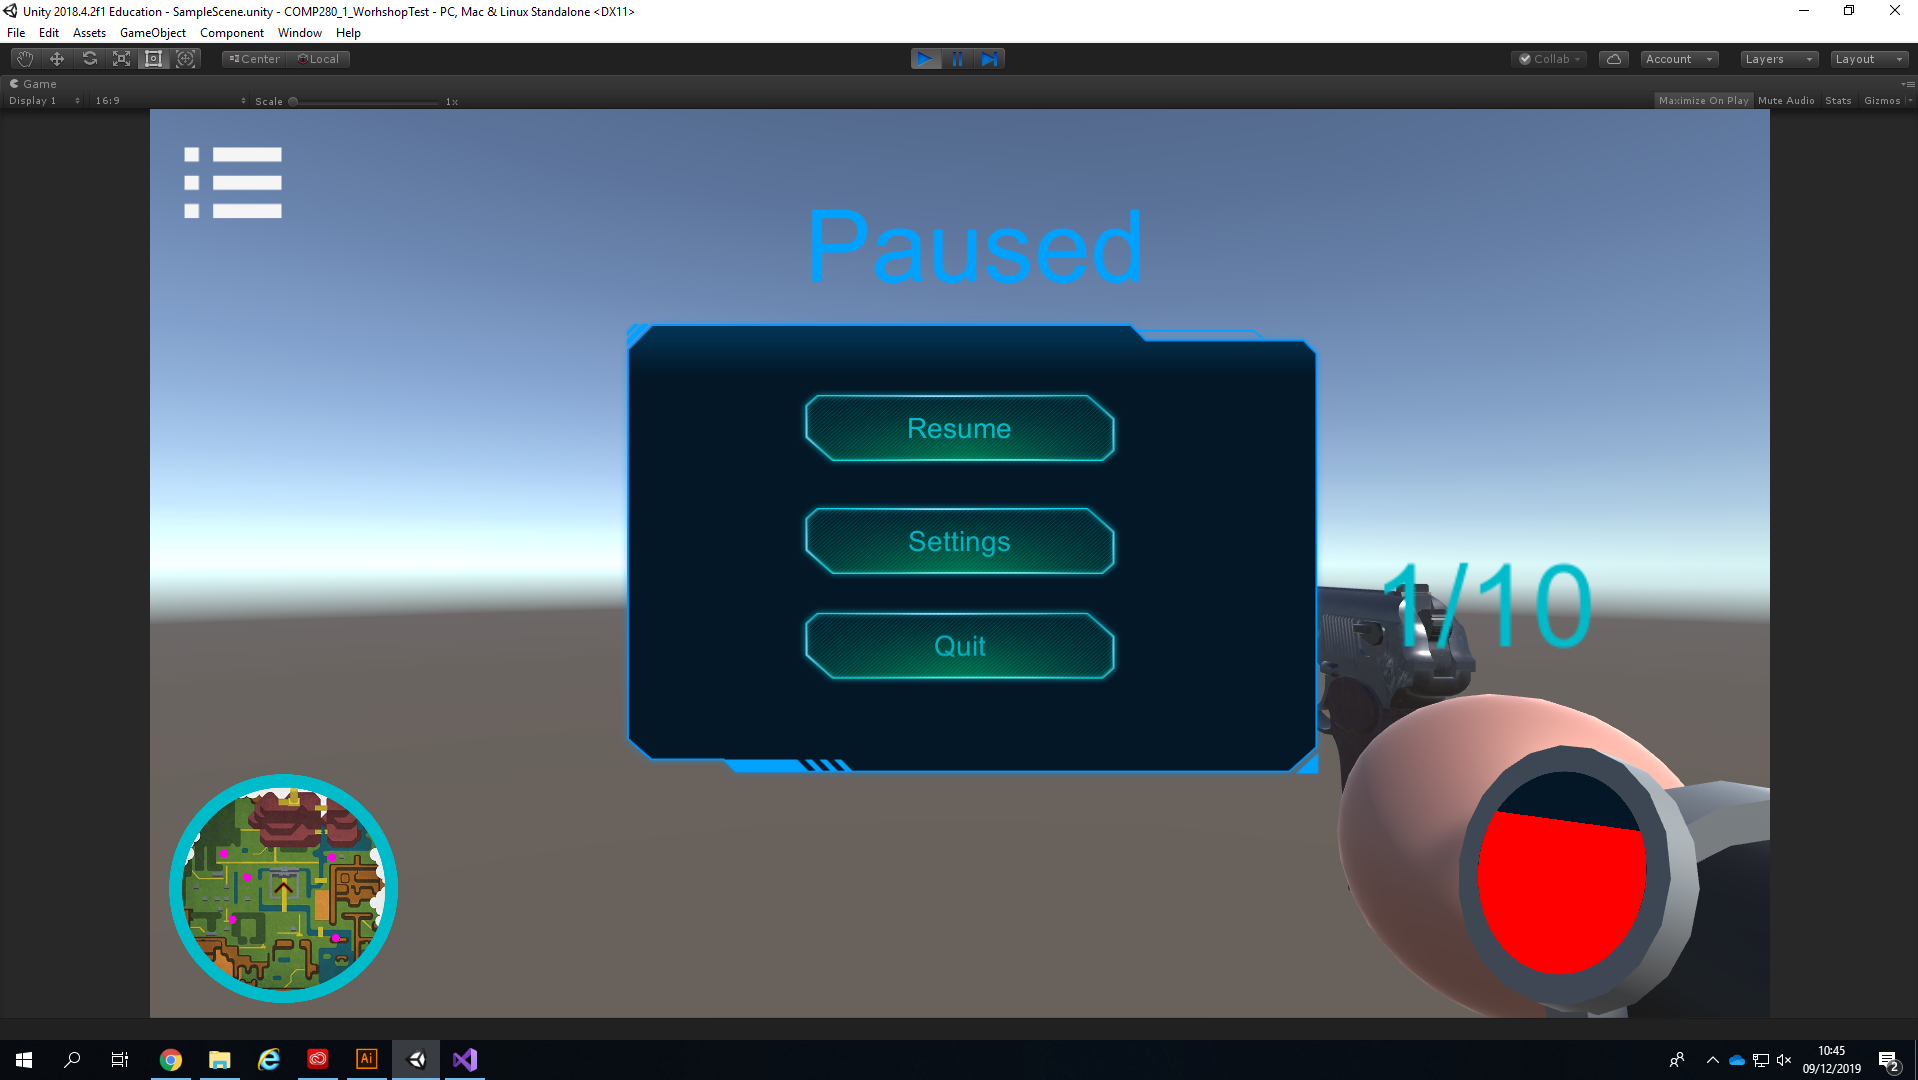 Unity 2018.4.2f1 Education - SampleScene.unity - COMP280_1_WorhshopTest - PC, Mac & Linux Standalone <DX11>
File Edit Assets GameObject Component Window Help
Center Local Collab Account Layers Layout
Game
Display 1 16:9 Scale 1x Maximize On Play Mute Audio Stats Gizmos
Paused
Resume
Settings
Quit
1/10
Ai
10:45
09/12/2019
2